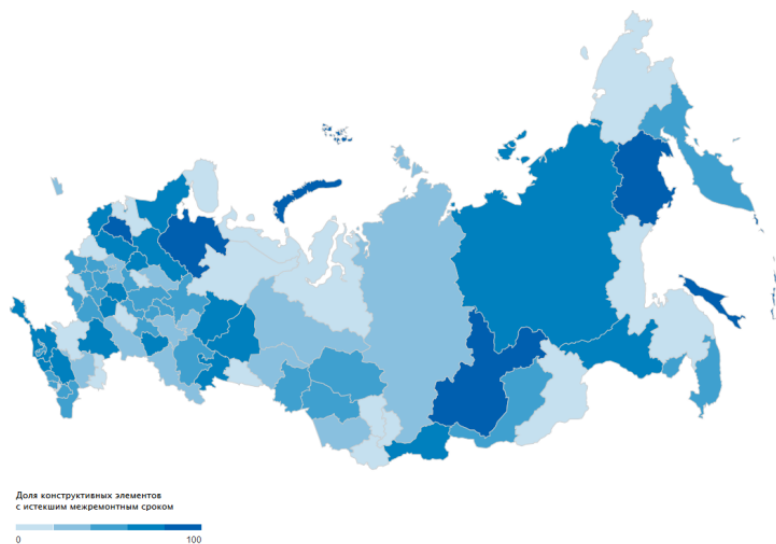 Доля конструктивных элементов
с истекшим межремонтным сроком
0
100